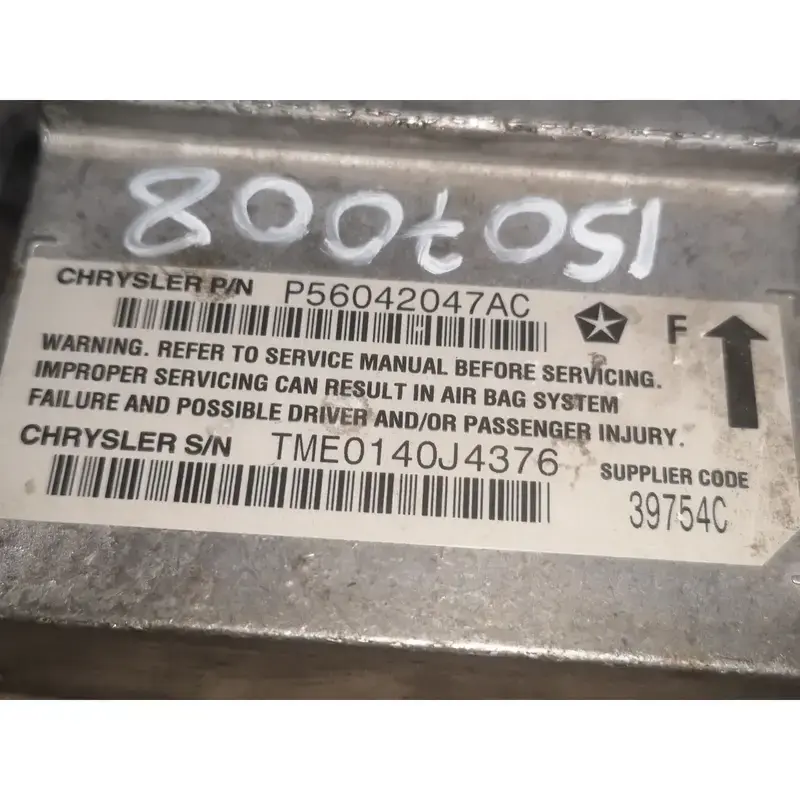 8007051
CHRYSLER P/N P56042047AC
F
WARNING. REFER TO SERVICE MANUAL BEFORE SERVICING.
IMPROPER SERVICING CAN RESULT IN AIR BAG SYSTEM
FAILURE AND POSSIBLE DRIVER AND/OR PASSENGER INJURY.
CHRYSLER S/N TME0140J4376
SUPPLIER CODE
39754C